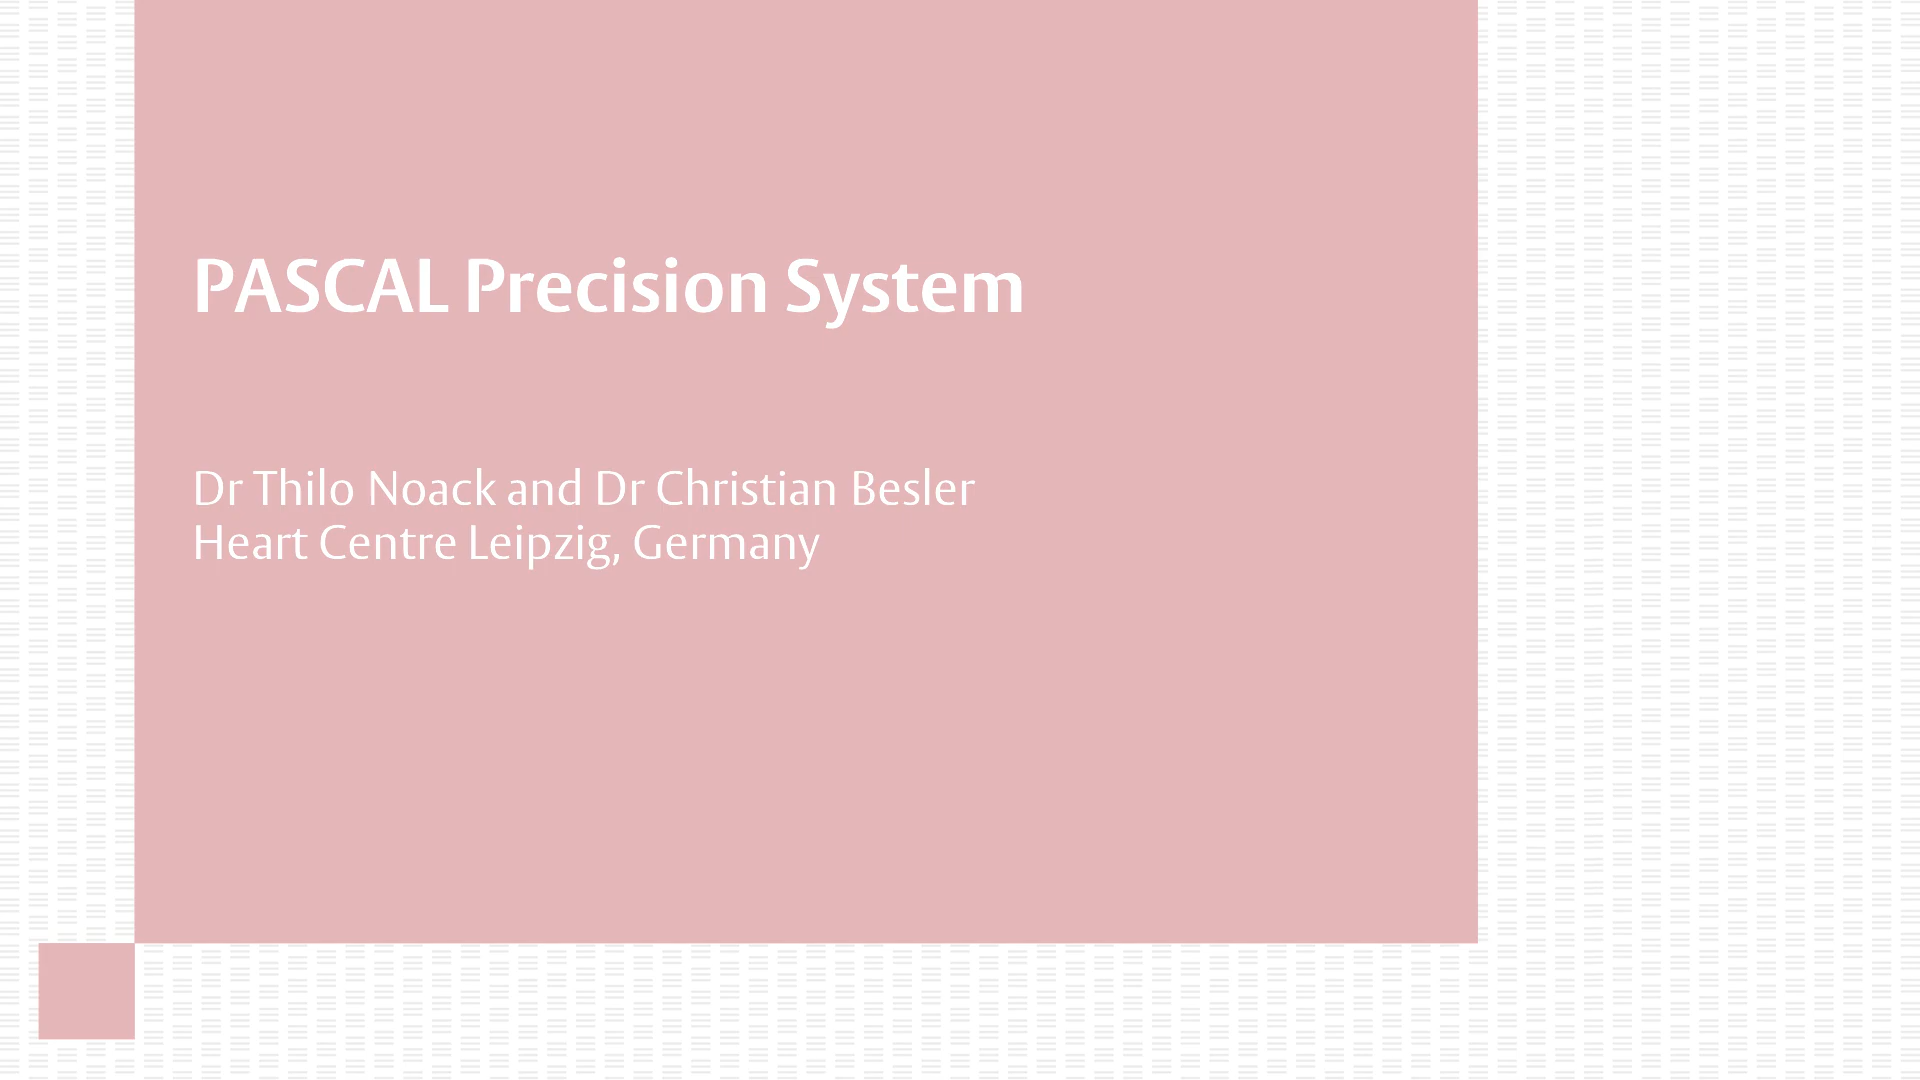 PASCAL Precision System
Dr Thilo Noack and Dr Christian Besler
Heart Centre Leipzig, Germany